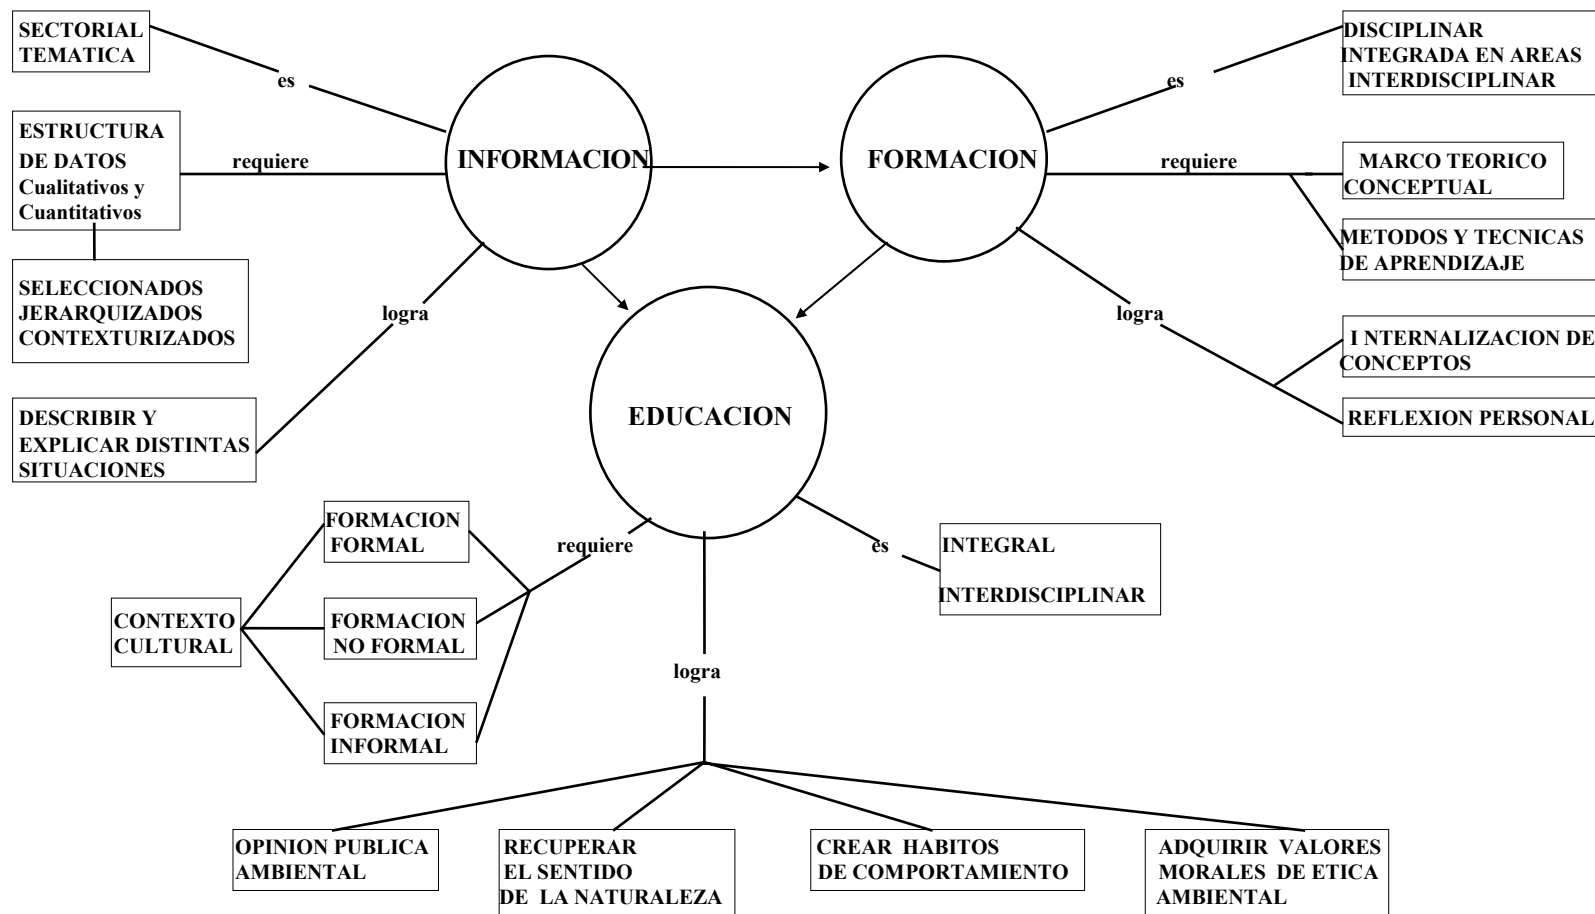 SECTORIAL
TEMATICA
es
ESTRUCTURA
DE DATOS
Cualitativos y
Cuantitativos
requiere
SELECCIONADOS
JERARQUIZADOS
CONTEXTURIZADOS
logra
DESCRIBIR Y
EXPLICAR DISTINTAS
SITUACIONES
INFORMACION
FORMACION
es
DISCIPLINAR
INTEGRADA EN AREAS
INTERDISCIPLINAR
requiere
MARCO TEORICO
CONCEPTUAL
METODOS Y TECNICAS
DE APRENDIZAJE
logra
I NTERNALIZACION DE
CONCEPTOS
REFLEXION PERSONAL
EDUCACION
requiere
FORMACION
FORMAL
FORMACION
NO FORMAL
FORMACION
INFORMAL
CONTEXTO
CULTURAL
es
INTEGRAL
INTERDISCIPLINAR
logra
OPINION PUBLICA
AMBIENTAL
RECUPERAR
EL SENTIDO
DE LA NATURALEZA
CREAR HABITOS
DE COMPORTAMIENTO
ADQUIRIR VALORES
MORALES DE ETICA
AMBIENTAL